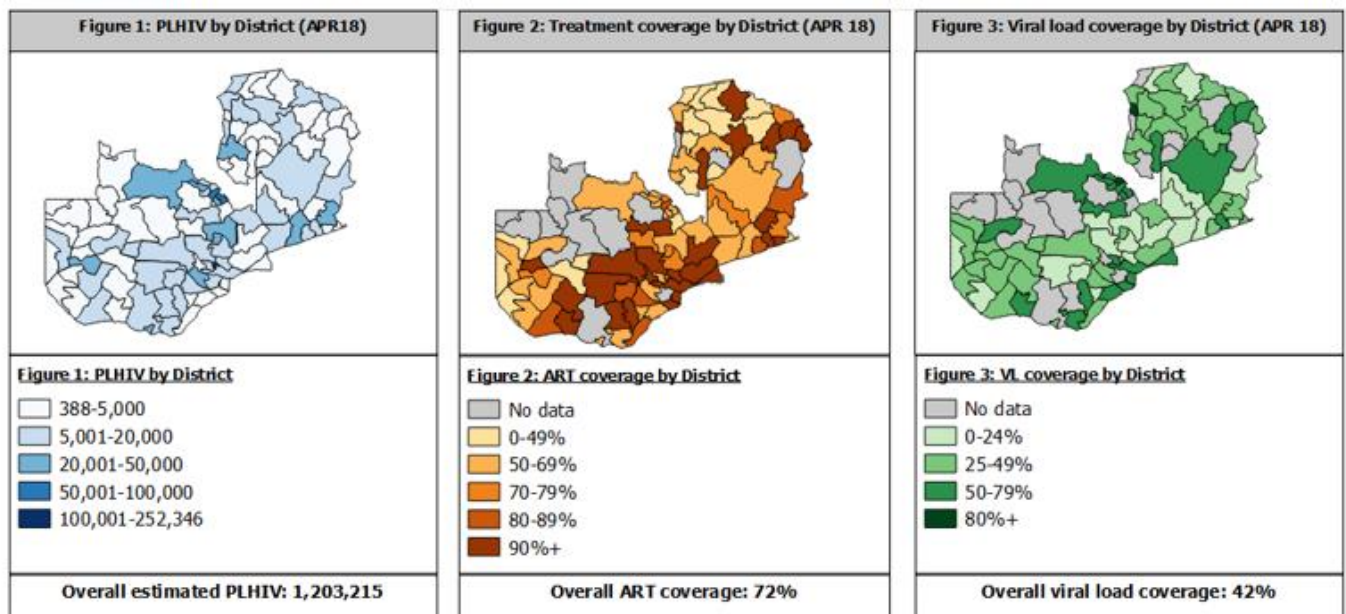 Figure 1: PLHIV by District (APR18)
Figure 1: PLHIV by District
388-5,000
5,001-20,000
20,001-50,000
50,001-100,000
100,001-252,346
Overall estimated PLHIV: 1,203,215
Figure 2: Treatment coverage by District (APR 18)
Figure 2: ART coverage by District
No data
0-49%
50-69%
70-79%
80-89%
90%+
Overall ART coverage: 72%
Figure 3: Viral load coverage by District (APR 18)
Figure 3: VL coverage by District
No data
0-24%
25-49%
50-79%
80%+
Overall viral load coverage: 42%